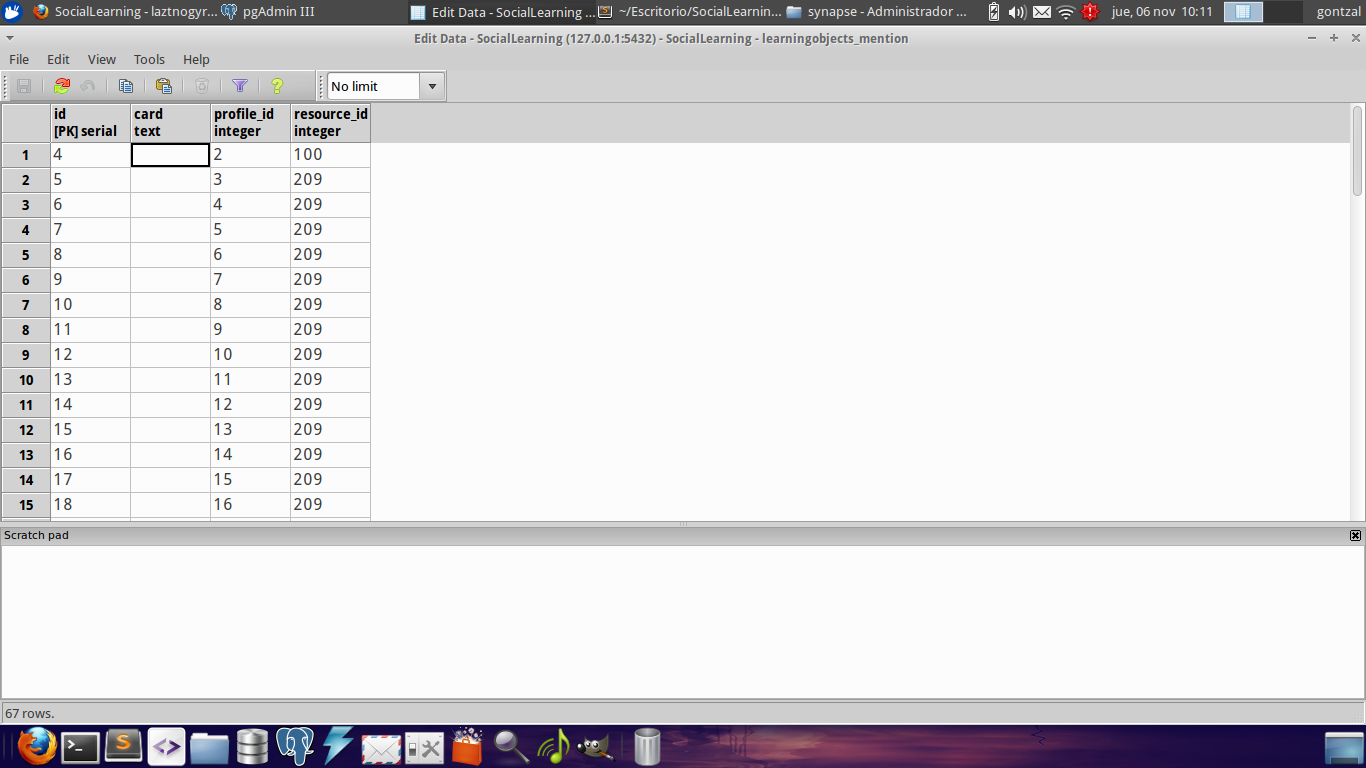 SocialLearning - laztnogyr... pgAdmin III Edit Data - SocialLearning ... ~/Escritorio/SocialLearnin... synapse - Administrador ... jue, 06 nov 10:11 gontzal
Edit Data - SocialLearning (127.0.0.1:5432) - SocialLearning - learningobjects_mention
File Edit View Tools Help
No limit
id card profile_id resource_id
[PK] serial text integer integer
1 4 2 100
2 5 3 209
3 6 4 209
4 7 5 209
5 8 6 209
6 9 7 209
7 10 8 209
8 11 9 209
9 12 10 209
10 13 11 209
11 14 12 209
12 15 13 209
13 16 14 209
14 17 15 209
15 18 16 209
Scratch pad
67 rows.